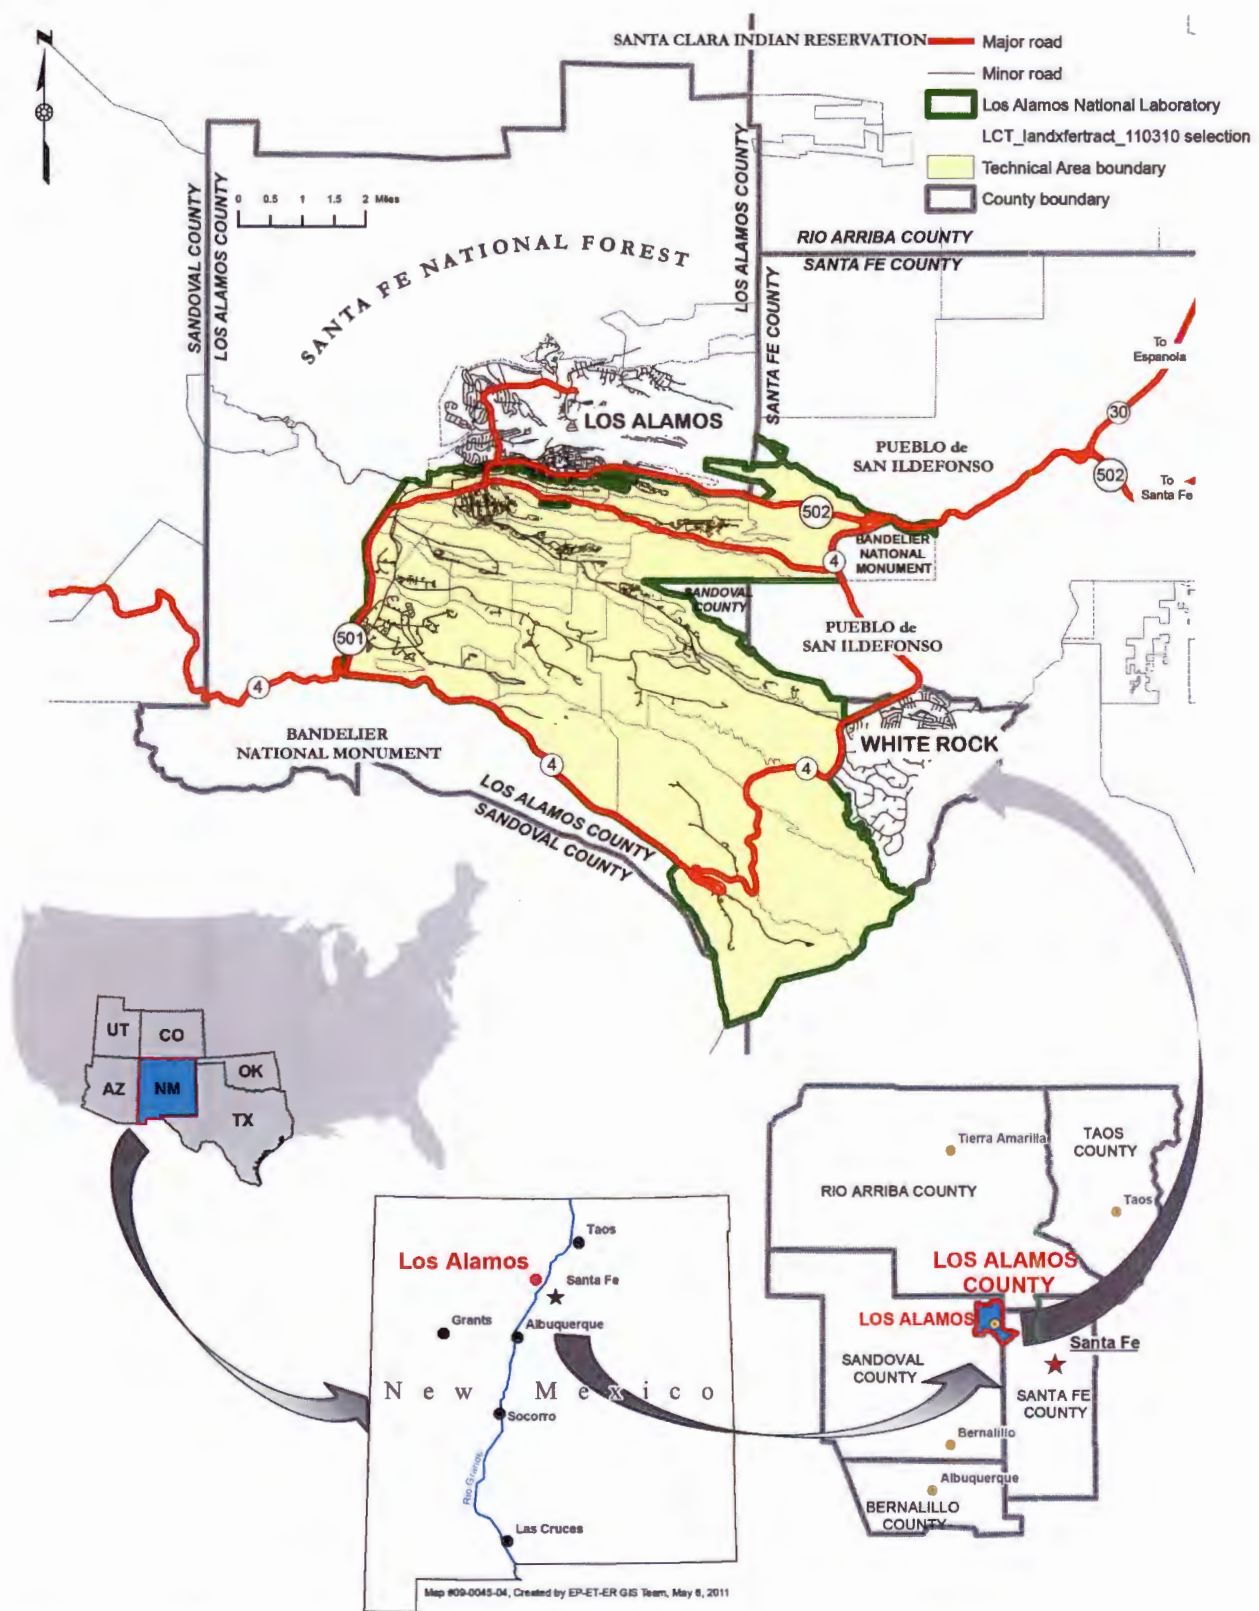 SANTA CLARA INDIAN RESERVATION
Major road
Minor road
Los Alamos National Laboratory
LCT_landxfertract_110310 selection
Technical Area boundary
County boundary
N
0 0.5 1 1.5 2 Miles
SANDOVAL COUNTY
LOS ALAMOS COUNTY
LOS ALAMOS COUNTY
SANTA FE COUNTY
RIO ARRIBA COUNTY
SANTA FE COUNTY
SANTA FE NATIONAL FOREST
To
Espanola
30
LOS ALAMOS
PUEBLO de
SAN ILDEFONSO
502
To
Santa Fe
502
BANDELIER
NATIONAL
MONUMENT
4
SANDOVAL
COUNTY
501
PUEBLO de
SAN ILDEFONSO
4
BANDELIER
NATIONAL MONUMENT
WHITE ROCK
4
4
LOS ALAMOS COUNTY
SANDOVAL COUNTY
UT
CO
AZ
NM
OK
TX
Tierra Amarilla
TAOS
COUNTY
RIO ARRIBA COUNTY
Taos
Taos
Los Alamos
Santa Fe
Grants
Albuquerque
New Mexico
Socorro
Rio Grande
Las Cruces
LOS ALAMOS
COUNTY
LOS ALAMOS
Santa Fe
SANDOVAL
COUNTY
SANTA FE
COUNTY
Bernalillo
Albuquerque
BERNALILLO
COUNTY
Map #09-0045-04, Created by EP-ET-ER GIS Team, May 6, 2011